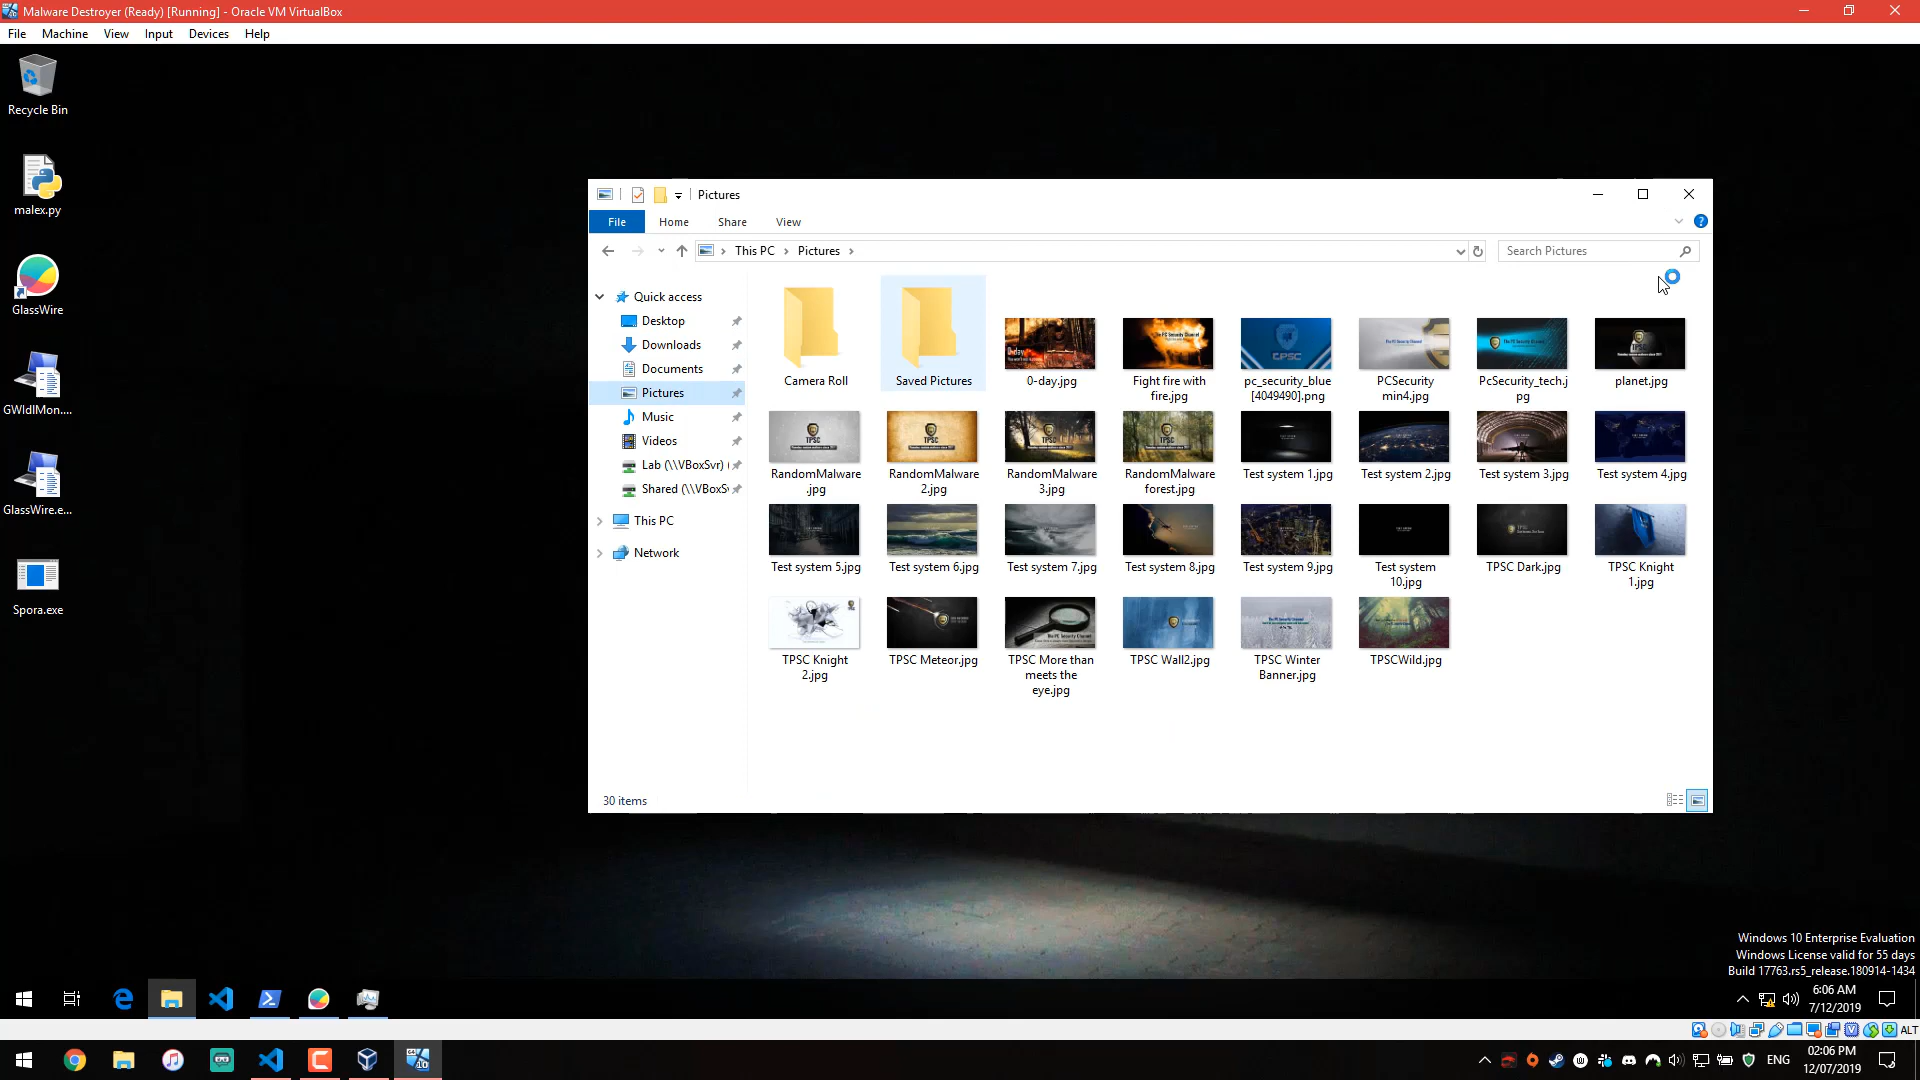 Malware Destroyer (Ready) [Running] - Oracle VM VirtualBox
File Machine View Input Devices Help
Recycle Bin
malex.py
GlassWire
GWIdlMon....
GlassWire.e...
Spora.exe
Pictures
File Home Share View
This PC Pictures
Search Pictures
Quick access
Desktop
Downloads
Documents
Pictures
Music
Videos
Lab (\\VBoxSvr) (
Shared (\\VBoxS
This PC
Network
Camera Roll
Saved Pictures
0-day.jpg
Fight fire with
fire.jpg
pc_security_blue
[4049490].png
PCSecurity
min4.jpg
PcSecurity_tech.j
pg
planet.jpg
RandomMalware
.jpg
RandomMalware
2.jpg
RandomMalware
3.jpg
RandomMalware
forest.jpg
Test system 1.jpg
Test system 2.jpg
Test system 3.jpg
Test system 4.jpg
Test system 5.jpg
Test system 6.jpg
Test system 7.jpg
Test system 8.jpg
Test system 9.jpg
Test system
10.jpg
TPSC Dark.jpg
TPSC Knight
1.jpg
TPSC Knight
2.jpg
TPSC Meteor.jpg
TPSC More than
meets the
eye.jpg
TPSC Wall2.jpg
TPSC Winter
Banner.jpg
TPSCWild.jpg
30 items
Windows 10 Enterprise Evaluation
Windows License valid for 55 days
Build 17763.rs5_release.180914-1434
6:06 AM
7/12/2019
ALT
ENG
02:06 PM
12/07/2019